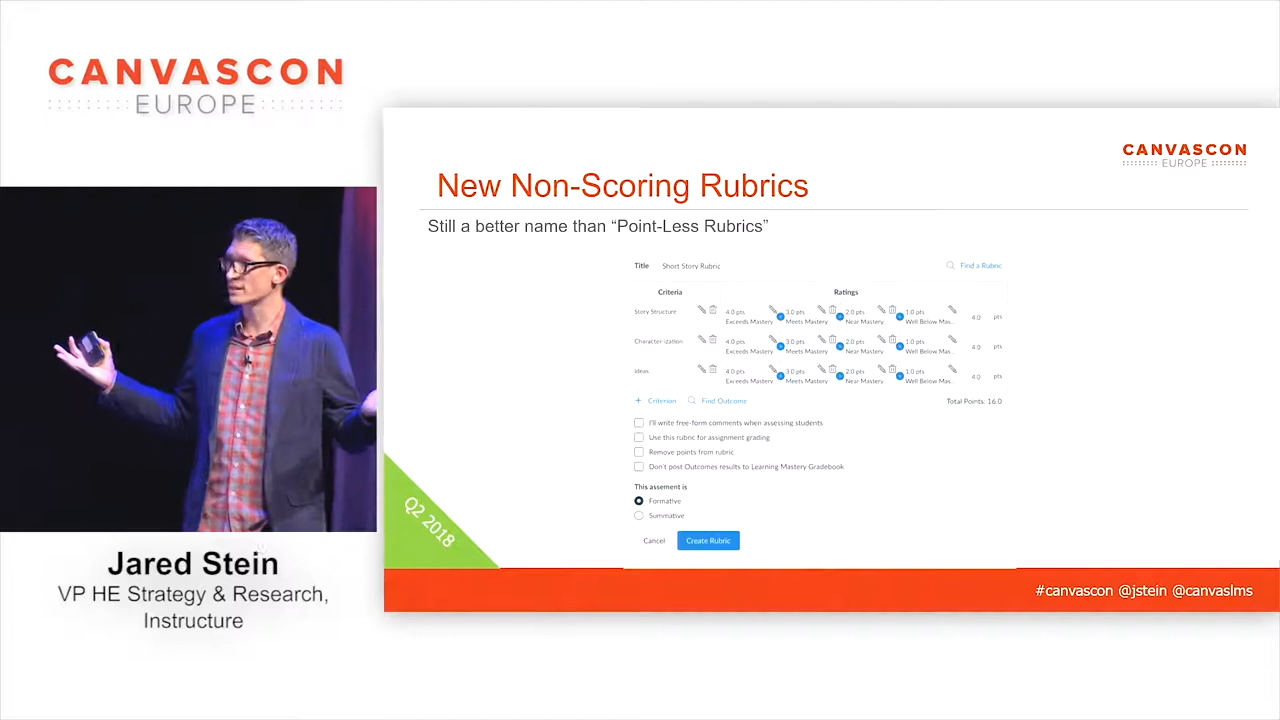 CANVASCON
EUROPE
CANVASCON
EUROPE
New Non-Scoring Rubrics
Still a better name than “Point-Less Rubrics”
Title Short Story Rubric Find a Rubric
Criteria Ratings
Story Structure 4.0 pts 3.0 pts 2.0 pts 1.0 pts 4.0 pts
Exceeds Mastery Meets Mastery Near Mastery Well Below Mas..
Character ization 4.0 pts 3.0 pts 2.0 pts 1.0 pts 4.0 pts
Exceeds Mastery Meets Mastery Near Mastery Well Below Mas..
Ideas 4.0 pts 3.0 pts 2.0 pts 1.0 pts 4.0 pts
Exceeds Mastery Meets Mastery Near Mastery Well Below Mas..
+ Criterion Find Outcome Total Points: 16.0
I'll write free-form comments when assessing students
Use this rubric for assignment grading
Remove points from rubric
Don't post Outcomes results to Learning Mastery Gradebook
This assement is
Formative
Summative
Cancel Create Rubric
Q2 2018
#canvascon @jstein @canvaslms
Jared Stein
VP HE Strategy & Research,
Instructure